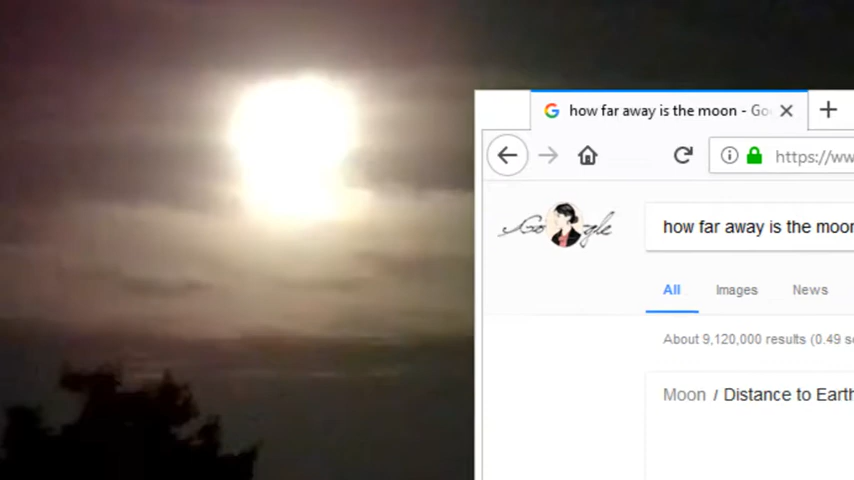 how far away is the moon - Go
https://ww
Google
how far away is the moon
All Images News
About 9,120,000 results (0.49 s
Moon / Distance to Earth